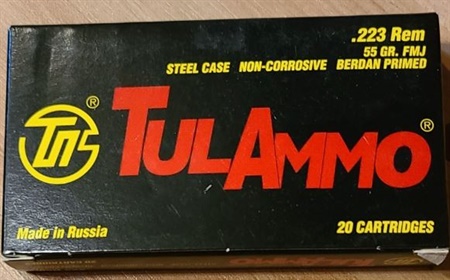 .223 Rem
55 GR. FMJ
STEEL CASE NON-CORROSIVE BERDAN PRIMED
®
TULAMMO®
Made in Russia
20 CARTRIDGES